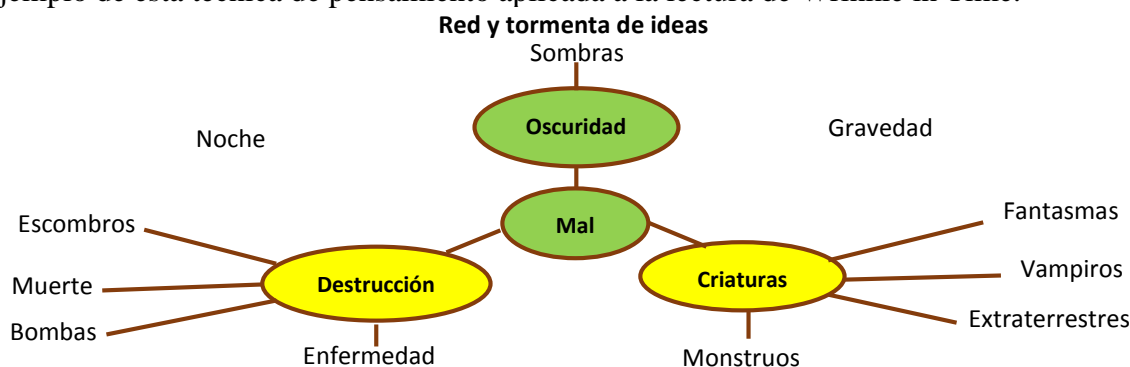 Red y tormenta de ideas
Sombras
Oscuridad
Noche
Gravedad
Mal
Escombros
Fantasmas
Muerte
Destrucción
Criaturas
Vampiros
Bombas
Extraterrestres
Enfermedad
Monstruos